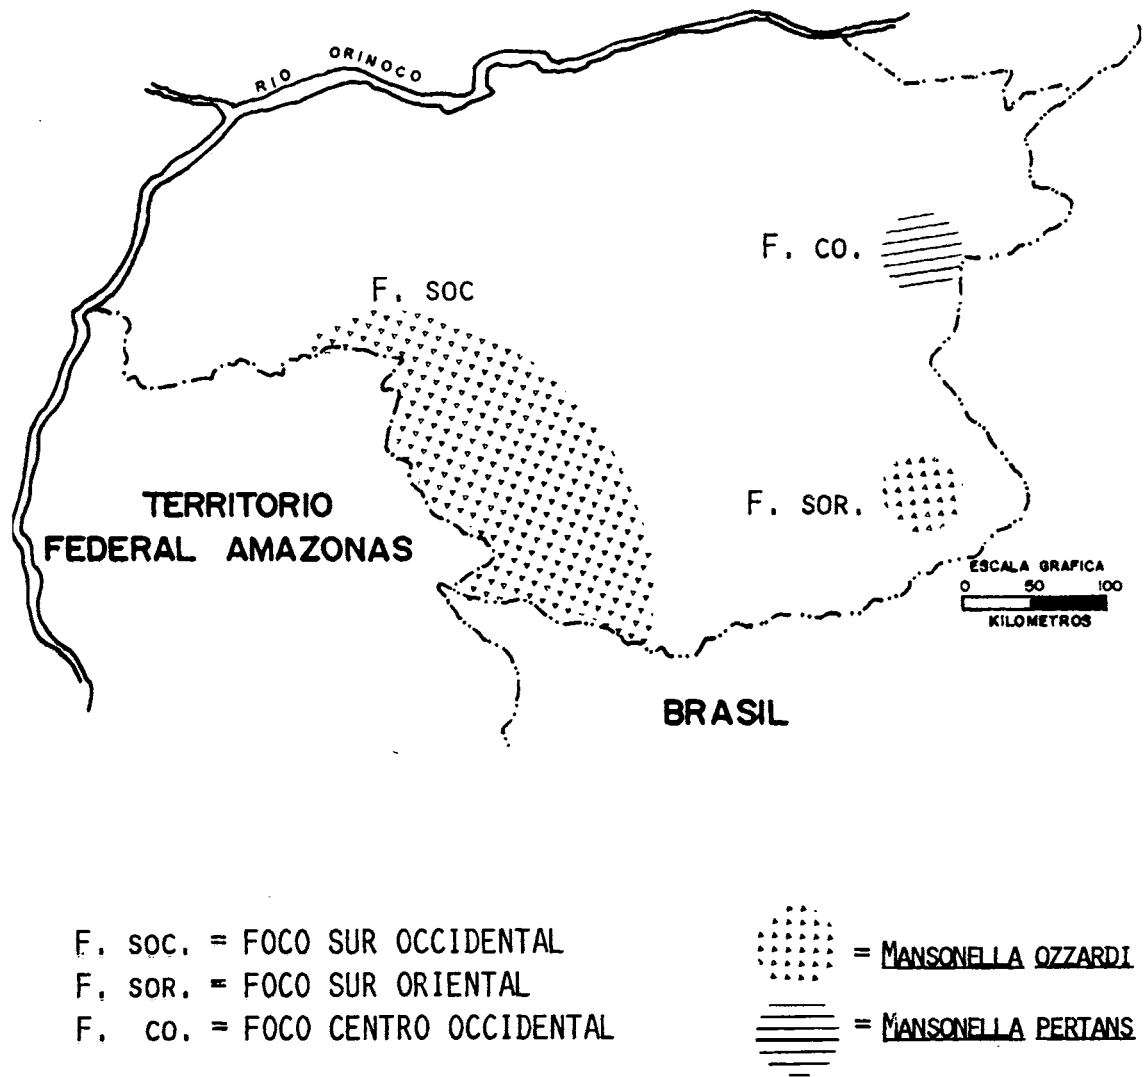 RIO ORINOCO
F. CO.
F. SOC
TERRITORIO
FEDERAL AMAZONAS
F. SOR.
ESCALA GRAFICA
0 50 100
KILOMETROS
BRASIL
F. SOC. = FOCO SUR OCCIDENTAL
F. SOR. = FOCO SUR ORIENTAL
F. CO. = FOCO CENTRO OCCIDENTAL
= MANSONELLA OZZARDI
= MANSONELLA PERTANS